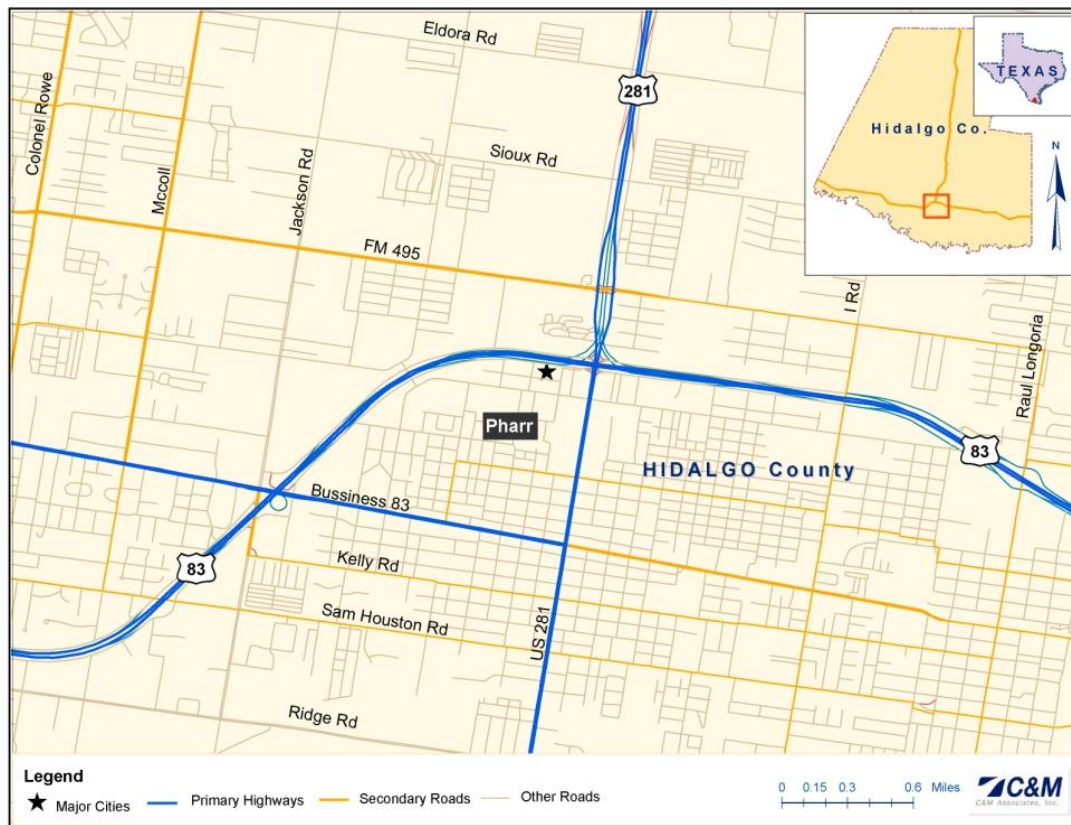 Eldora Rd
281
TEXAS
Hidalgo Co.
N
Colonel Rowe
Mccoll
Jackson Rd
Sioux Rd
FM 495
I Rd
Raul Longoria
Pharr
83
HIDALGO County
Bussiness 83
83
Kelly Rd
Sam Houston Rd
US 281
Ridge Rd
Legend
Major Cities
Primary Highways
Secondary Roads
Other Roads
0 0.15 0.3 0.6 Miles
C&M
C&M Associates, Inc.